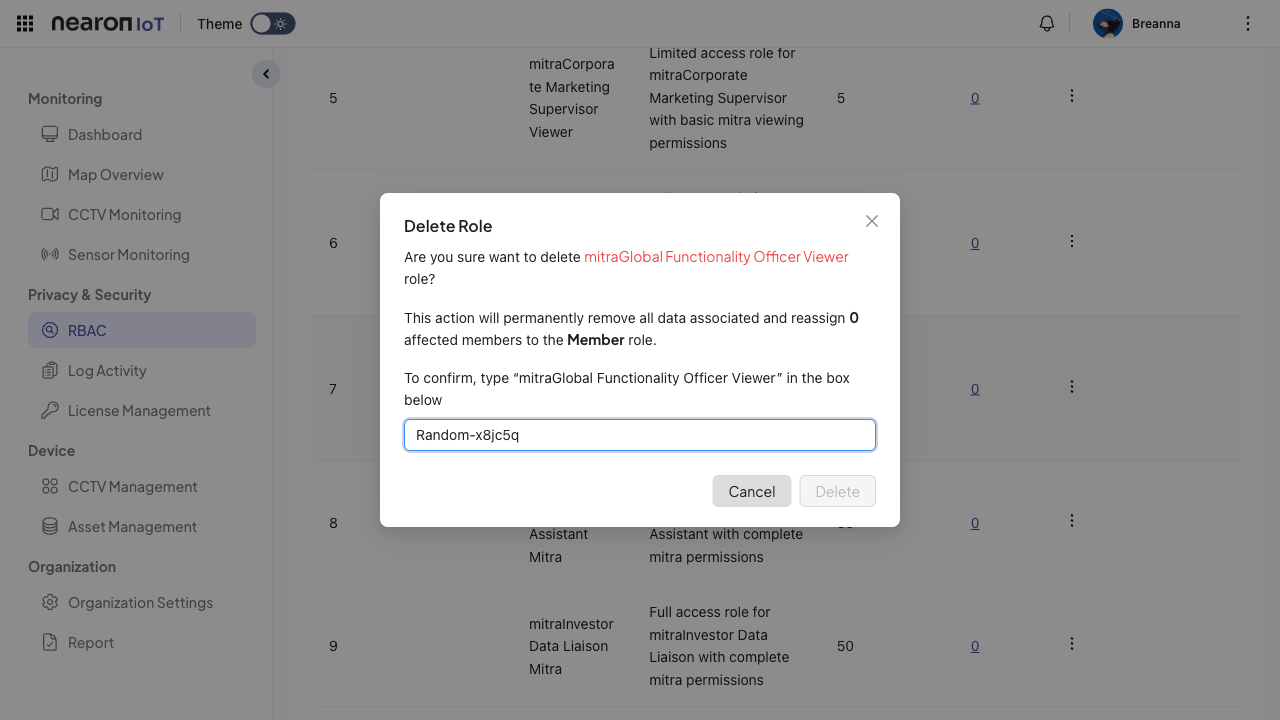 nearonIoT
Theme
Breanna
Monitoring
Dashboard
Map Overview
CCTV Monitoring
Sensor Monitoring
Privacy & Security
RBAC
Log Activity
License Management
Device
CCTV Management
Asset Management
Organization
Organization Settings
Report
5
mitraCorpora
te Marketing
Supervisor
Viewer
Limited access role for
mitraCorporate
Marketing Supervisor
with basic mitra viewing
permissions
5
0
6
0
Delete Role
Are you sure want to delete mitraGlobal Functionality Officer Viewer
role?
This action will permanently remove all data associated and reassign 0
affected members to the Member role.
To confirm, type “mitraGlobal Functionality Officer Viewer” in the box
below
Random-x8jc5q
Cancel
Delete
7
0
8
Assistant
Mitra
Assistant with complete
mitra permissions
0
9
mitraInvestor
Data Liaison
Mitra
Full access role for
mitraInvestor Data
Liaison with complete
mitra permissions
50
0